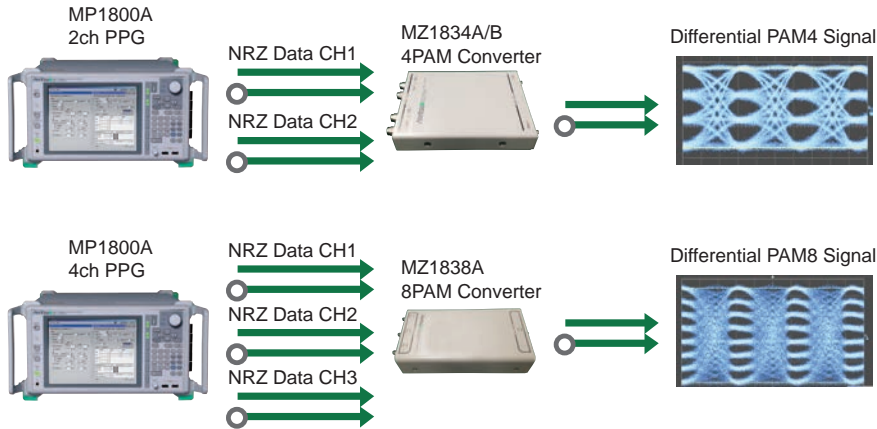 MP1800A
2ch PPG
NRZ Data CH1
NRZ Data CH2
MZ1834A/B
4PAM Converter
Differential PAM4 Signal
MP1800A
4ch PPG
NRZ Data CH1
NRZ Data CH2
NRZ Data CH3
MZ1838A
8PAM Converter
Differential PAM8 Signal